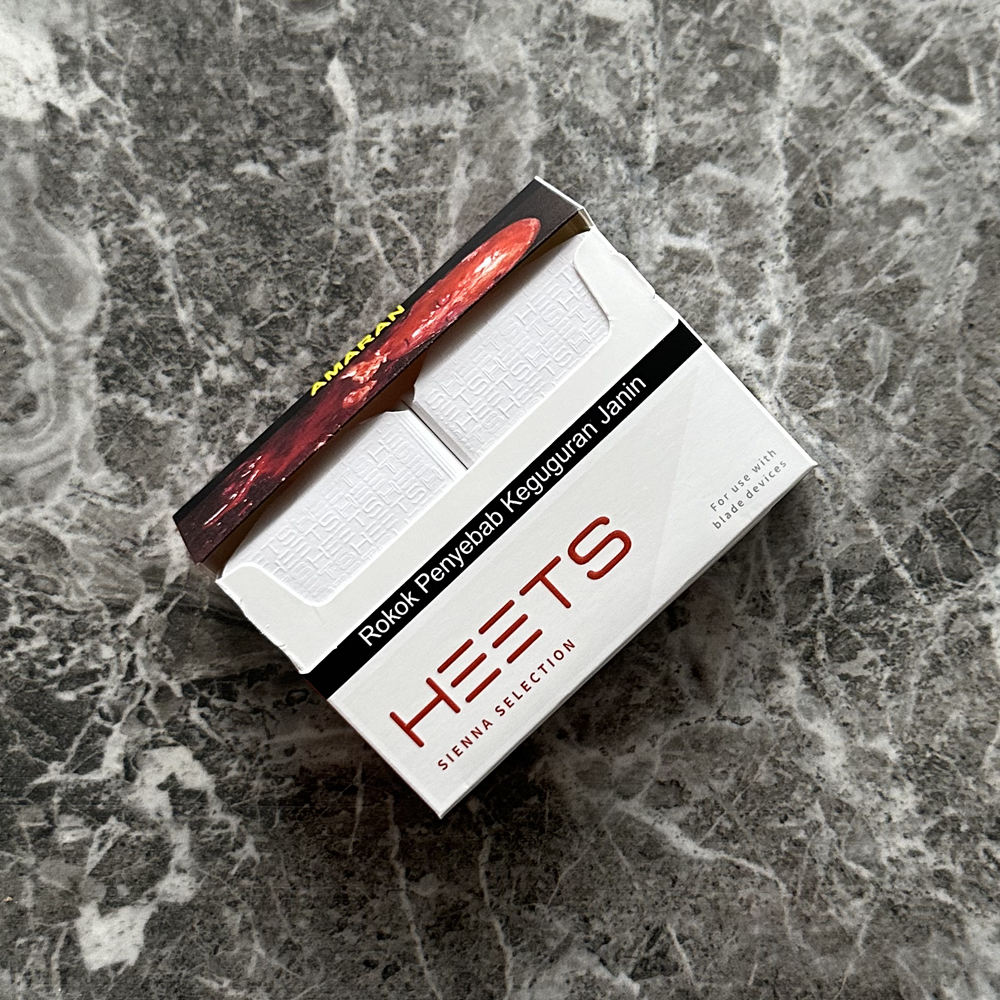 AMARAN
Rokok Penyebab Keguguran Janin
HEETS
SIENNA SELECTION
For use with
blade devices